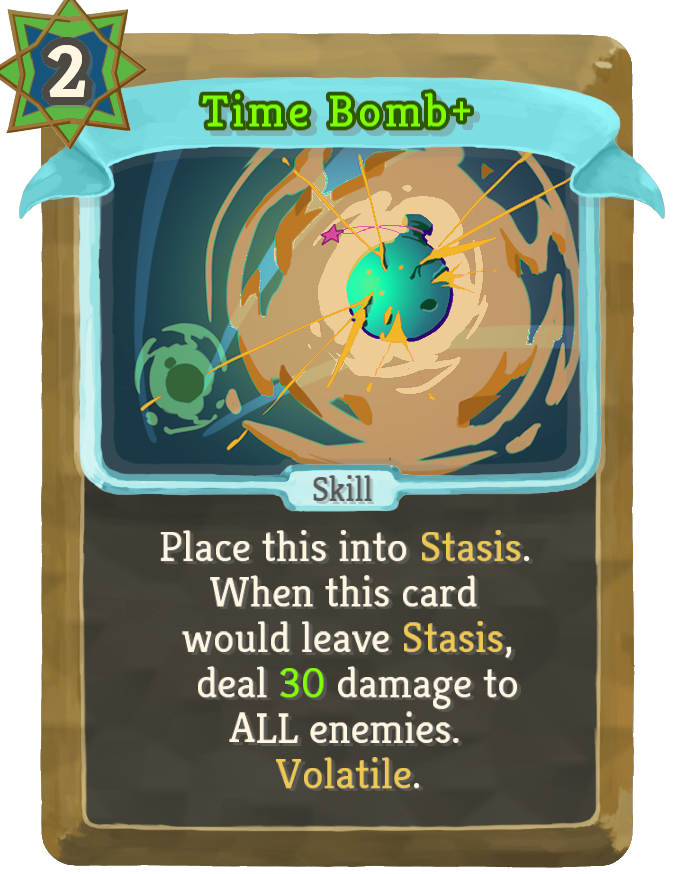 2
Time Bomb+
Skill
Place this into Stasis.
When this card
would leave Stasis,
deal 30 damage to
ALL enemies.
Volatile.